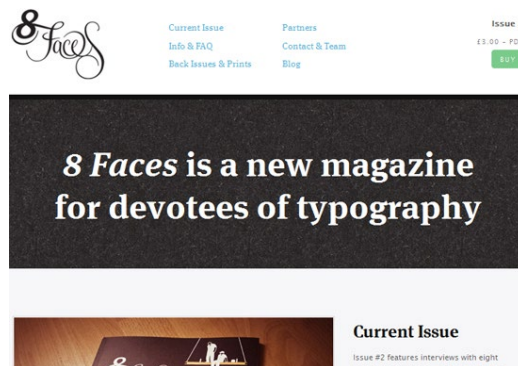 8 Faces
Current Issue
Info & FAQ
Back Issues & Prints
Partners
Contact & Team
Blog
Issue
£3.00 – PD
BUY
8 Faces is a new magazine
for devotees of typography
Current Issue
Issue #2 features interviews with eight